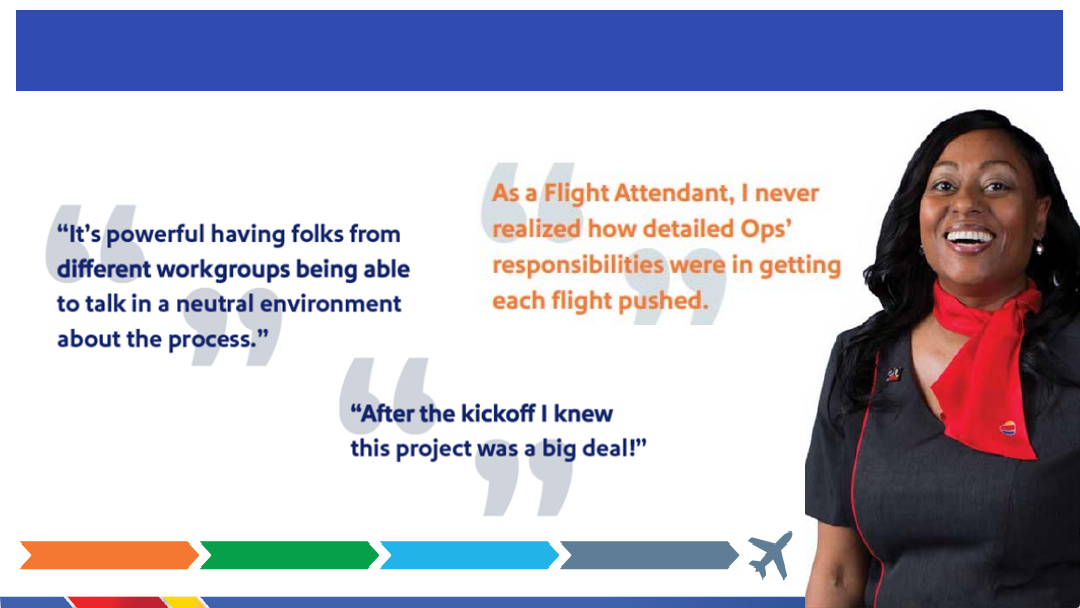 “It’s powerful having folks from
different workgroups being able
to talk in a neutral environment
about the process.”
As a Flight Attendant, I never
realized how detailed Ops’
responsibilities were in getting
each flight pushed.
“After the kickoff I knew
this project was a big deal!”